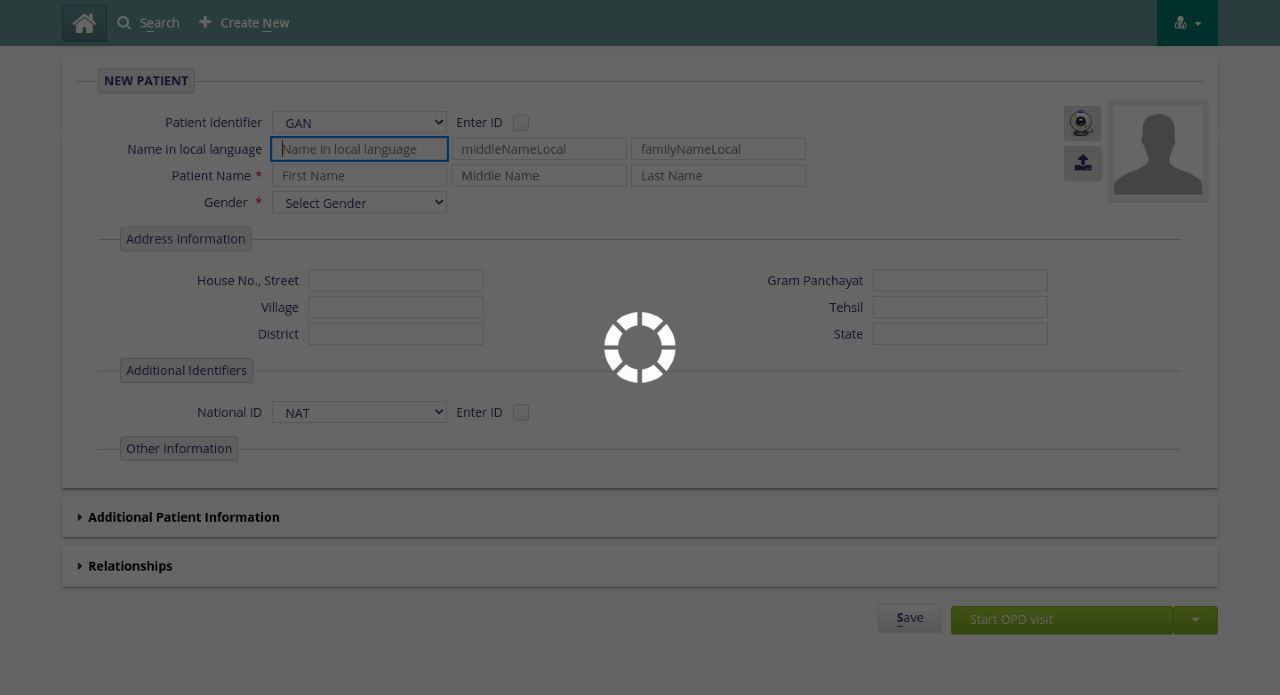 Search Create New
NEW PATIENT
Patient Identifier GAN Enter ID
Name in local language Name in local language middleNameLocal familyNameLocal
Patient Name * First Name Middle Name Last Name
Gender * Select Gender
Address Information
House No., Street Gram Panchayat
Village Tehsil
District State
Additional Identifiers
National ID NAT Enter ID
Other Information
Additional Patient Information
Relationships
Save Start OPD visit